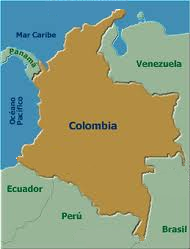 Mar Caribe
Panamá
Venezuela
Océano
Pacífico
Colombia
Ecuador
Perú
Brasil